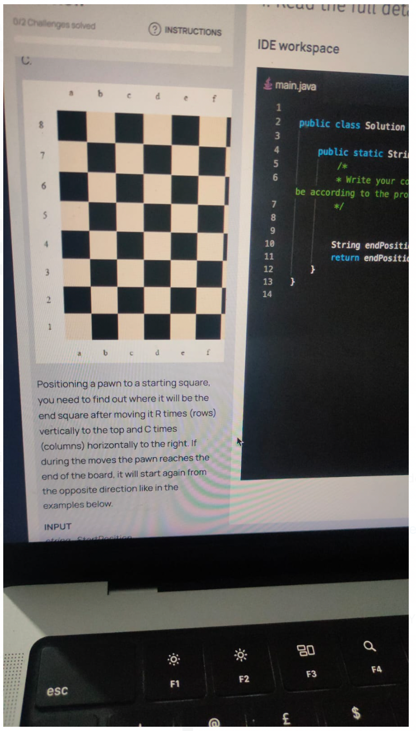 Read the full det
0/2 Challenges solved
? INSTRUCTIONS
IDE workspace
C.
main.java
a b c d e f
8
7
6
5
4
3
2
1
a b c d e f
1
2 public class Solution
3
4 public static Stri
5 /*
6 * Write your co
be according to the pro
7 */
8
9
10 String endPositi
11 return endPositio
12 }
13 }
14
Positioning a pawn to a starting square,
you need to find out where it will be the
end square after moving it R times (rows)
vertically to the top and C times
(columns) horizontally to the right. If
during the moves the pawn reaches the
end of the board, it will start again from
the opposite direction like in the
examples below.
INPUT
string StartPosition
esc
F1
F2
F3
F4
@
£
$